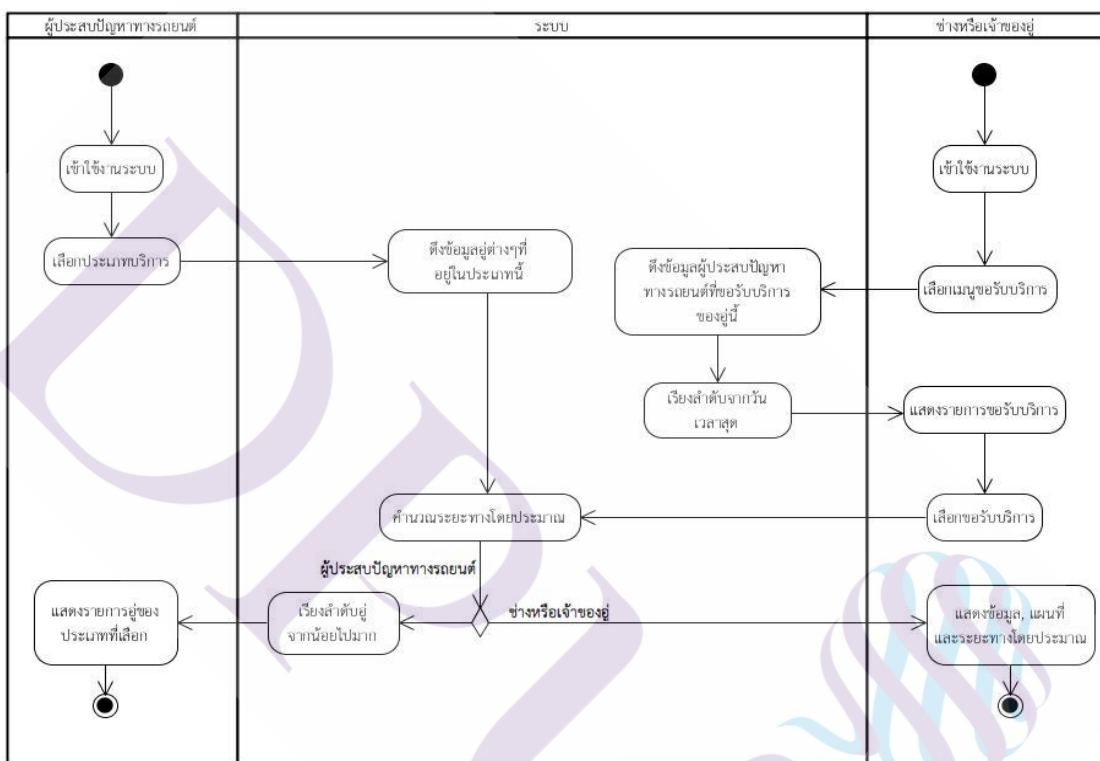 ผู้ประสบปัญหาทางรถยนต์
ระบบ
ช่างหรือเจ้าของอู่
เข้าใช้งานระบบ
เข้าใช้งานระบบ
เลือกประเภทบริการ
ดึงข้อมูลอู่ต่างๆที่
อยู่ในประเภทนี้
ดึงข้อมูลผู้ประสบปัญหา
ทางรถยนต์ที่ขอรับบริการ
ของอู่นี้
เลือกเมนูขอรับบริการ
เรียงลำดับจากวัน
เวลาสุด
แสดงรายการขอรับบริการ
คำนวณระยะทางโดยประมาณ
เลือกขอรับบริการ
ผู้ประสบปัญหาทางรถยนต์
ช่างหรือเจ้าของอู่
แสดงรายการอู่ของ
ประเภทที่เลือก
เรียงลำดับอู่
จากน้อยไปมาก
แสดงข้อมูล, แผนที่
และระยะทางโดยประมาณ